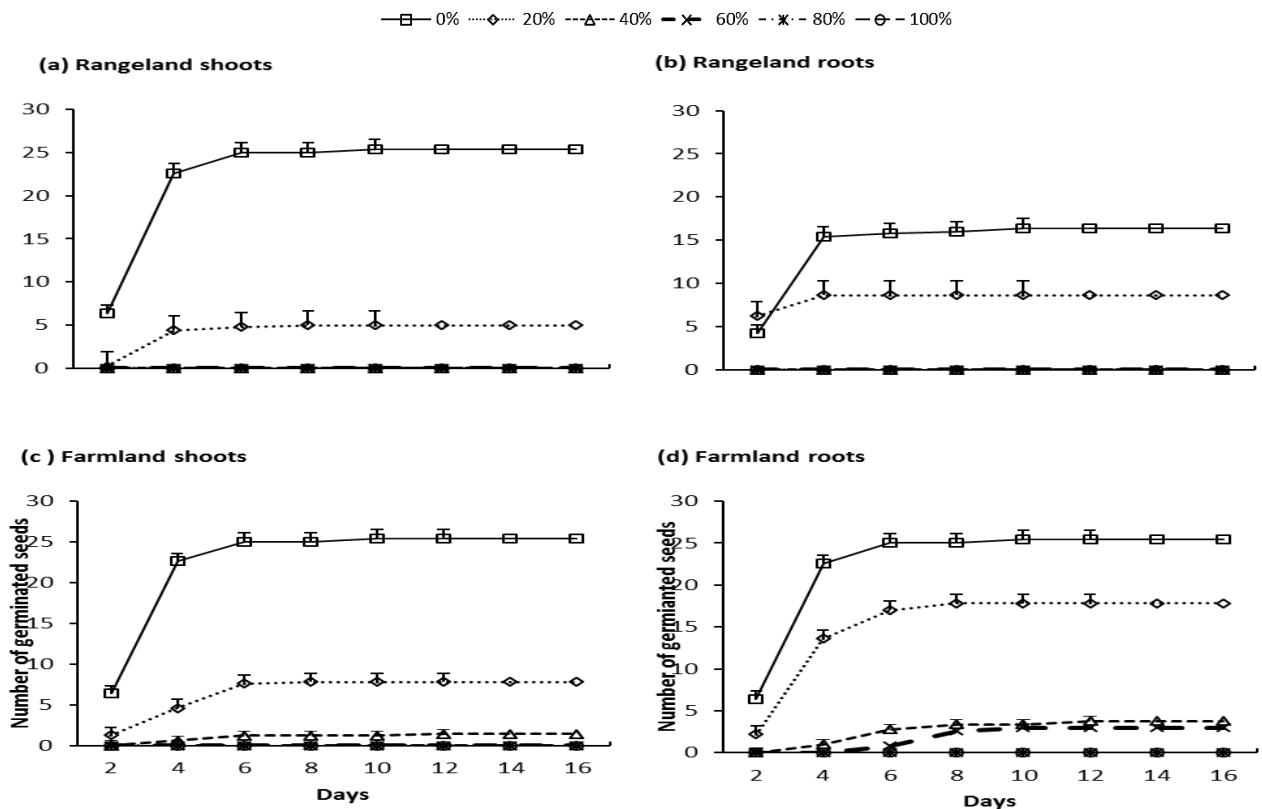 0% 20% 40% 60% 80% 100%
(a) Rangeland shoots
30
25
20
15
10
5
0
(b) Rangeland roots
30
25
20
15
10
5
0
(c ) Farmland shoots
Number of germinated seeds
30
25
20
15
10
5
0
2 4 6 8 10 12 14 16
Days
(d) Farmland roots
Number of germianted seeds
30
25
20
15
10
5
0
2 4 6 8 10 12 14 16
Days